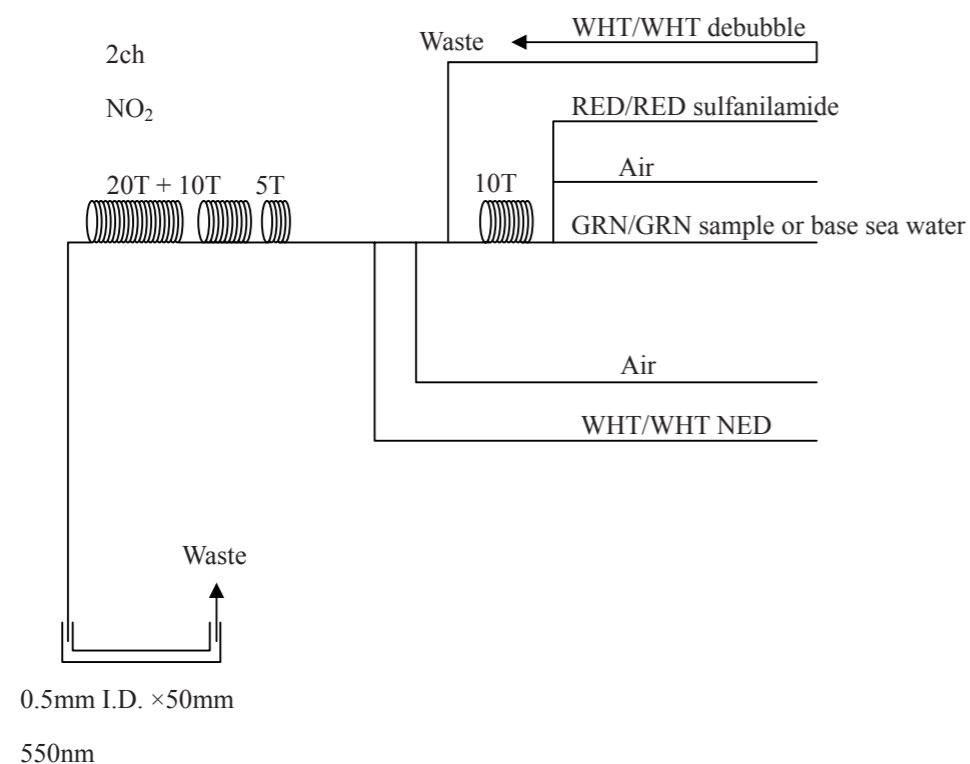 WHT/WHT debubble
Waste
2ch
RED/RED sulfanilamide
NO₂
Air
20T + 10T
5T
10T
GRN/GRN sample or base sea water
Air
WHT/WHT NED
Waste
0.5mm I.D. ×50mm
550nm